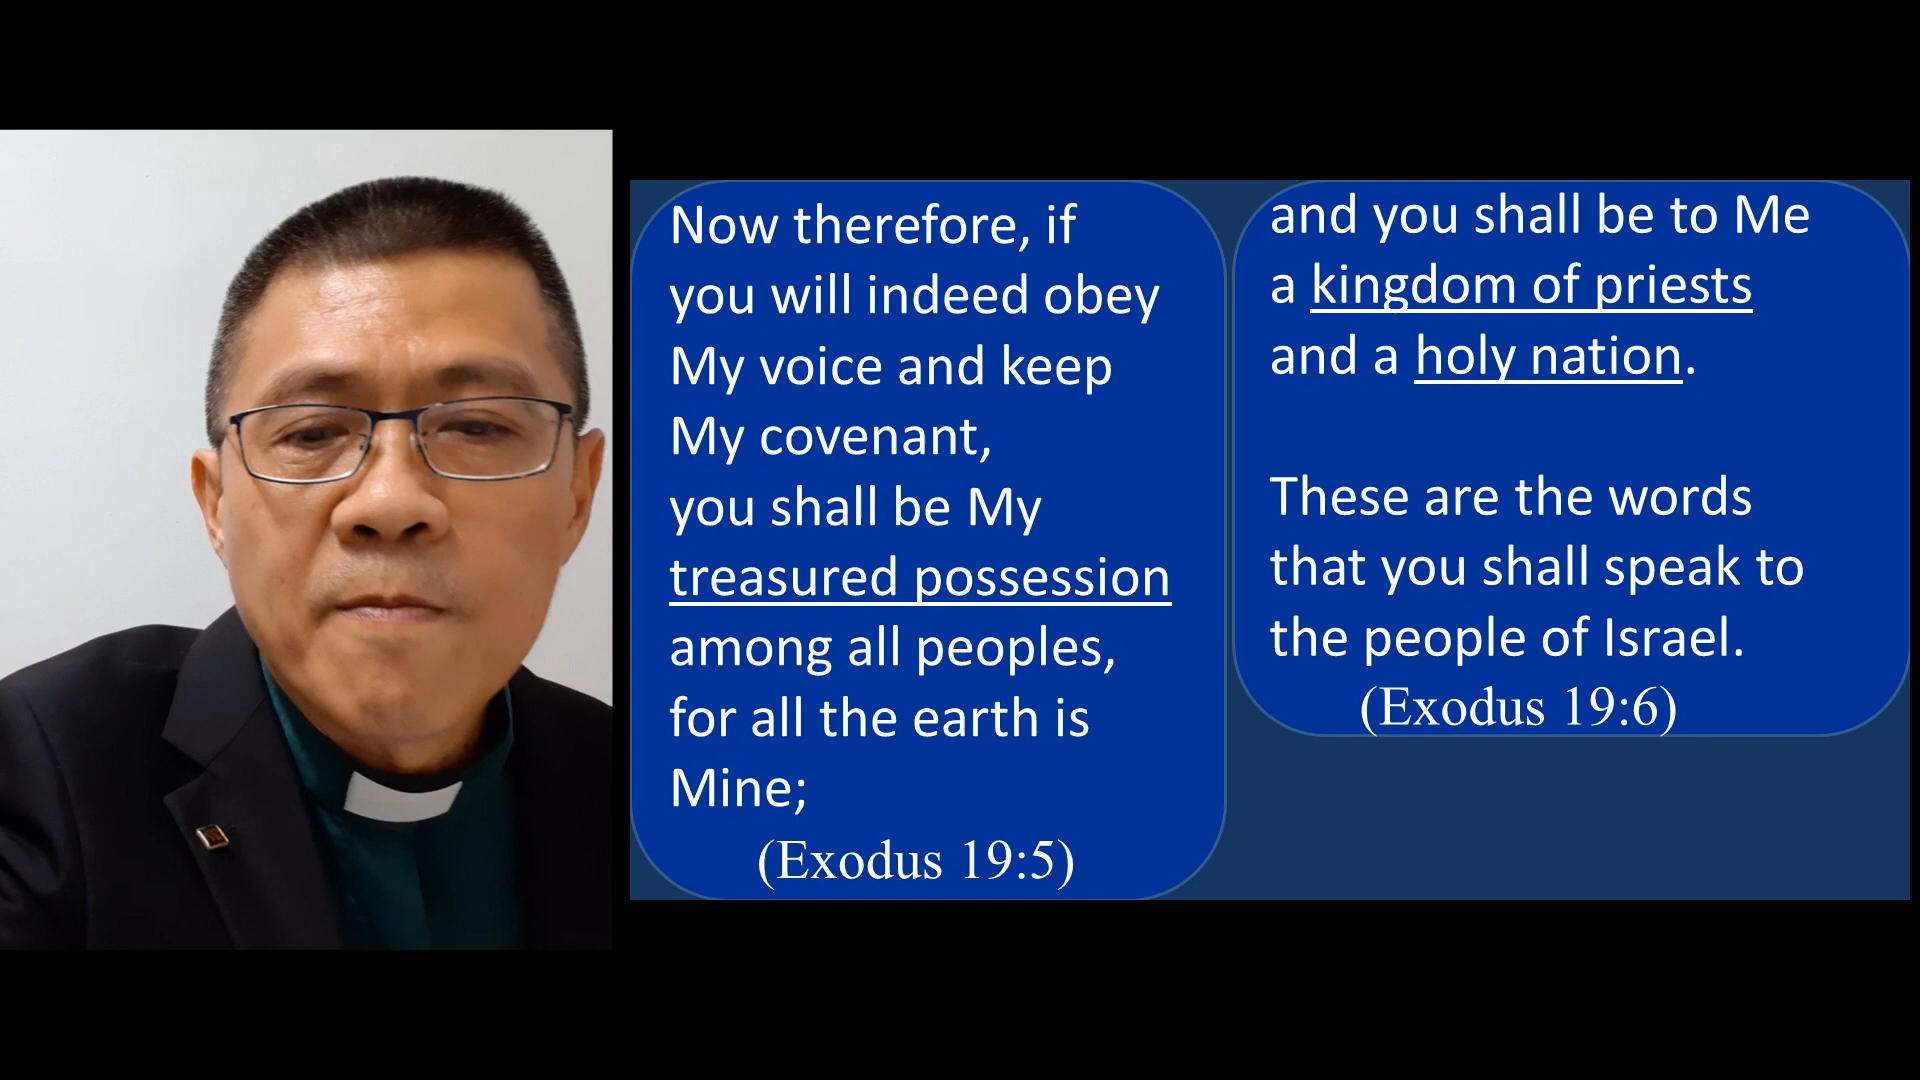 Now therefore, if
you will indeed obey
My voice and keep
My covenant,
you shall be My
treasured possession
among all peoples,
for all the earth is
Mine;
(Exodus 19:5)
and you shall be to Me
a kingdom of priests
and a holy nation.
These are the words
that you shall speak to
the people of Israel.
(Exodus 19:6)